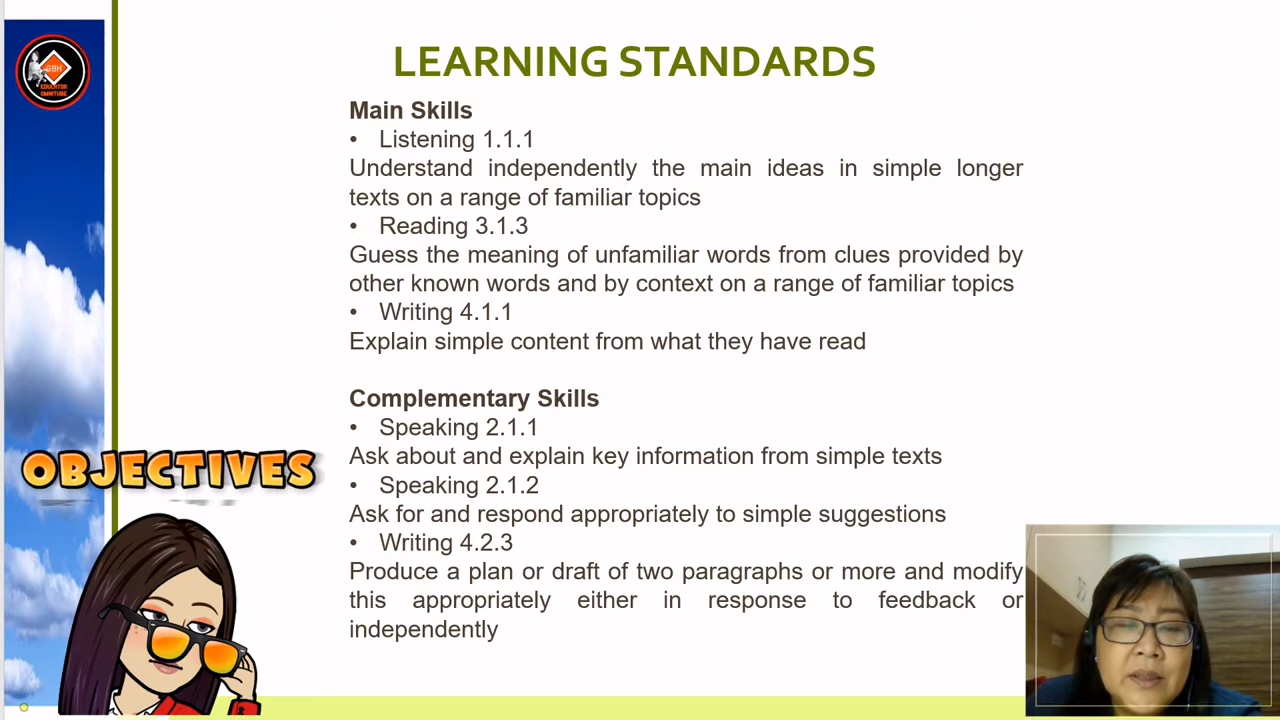 LEARNING STANDARDS
Main Skills
• Listening 1.1.1
Understand independently the main ideas in simple longer
texts on a range of familiar topics
• Reading 3.1.3
Guess the meaning of unfamiliar words from clues provided by
other known words and by context on a range of familiar topics
• Writing 4.1.1
Explain simple content from what they have read
Complementary Skills
• Speaking 2.1.1
Ask about and explain key information from simple texts
• Speaking 2.1.2
Ask for and respond appropriately to simple suggestions
• Writing 4.2.3
Produce a plan or draft of two paragraphs or more and modify
this appropriately either in response to feedback or
independently
OBJECTIVES
EDUCATOR